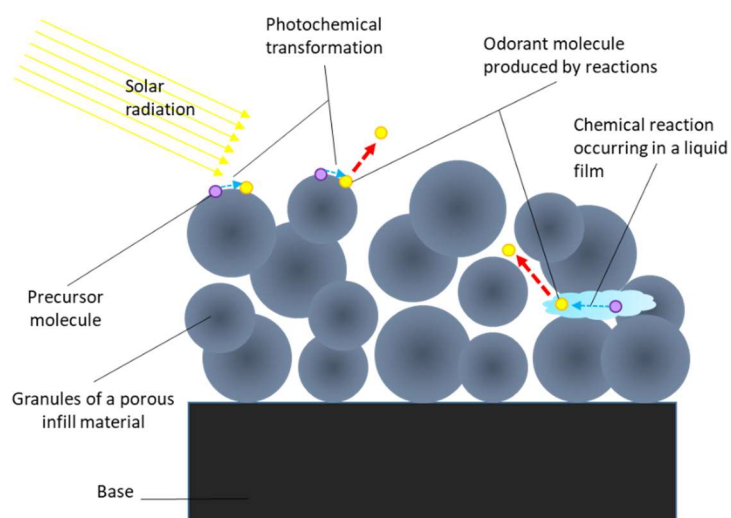 Photochemical
transformation
Odorant molecule
produced by reactions
Solar
radiation
Chemical reaction
occurring in a liquid
film
Precursor
molecule
Granules of a porous
infill material
Base